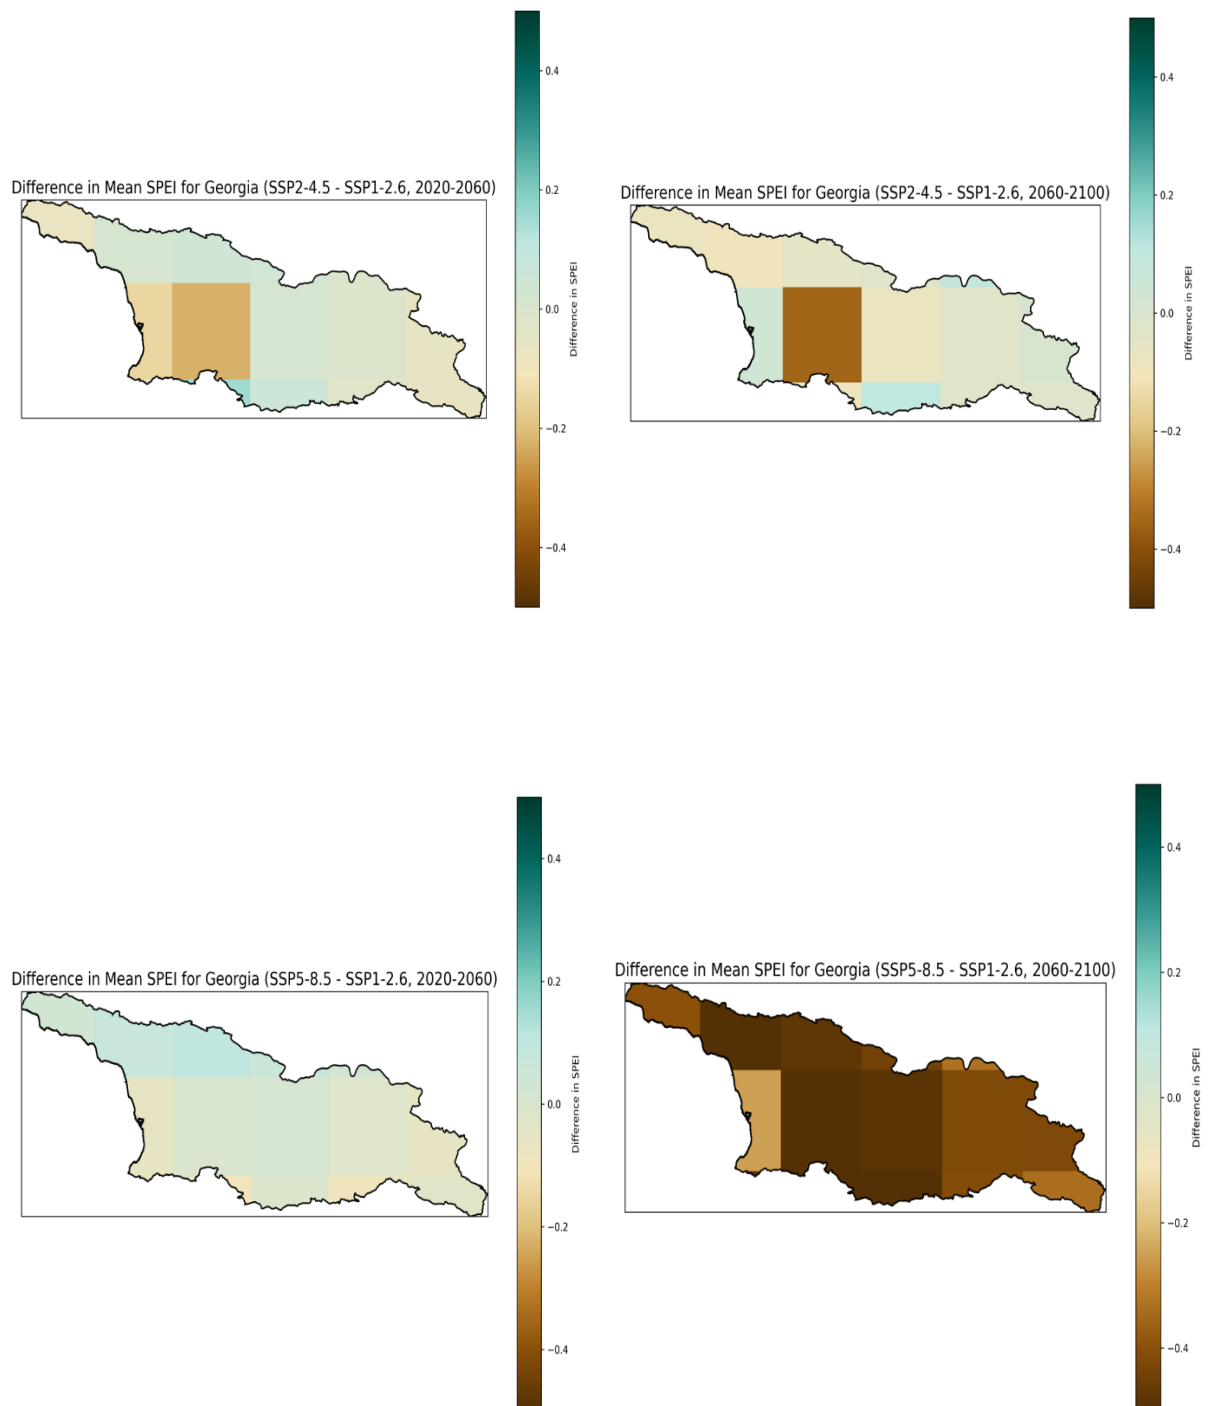 0.4
0.2
0.0
−0.2
−0.4
Difference in SPEI
Difference in Mean SPEI for Georgia (SSP2-4.5 - SSP1-2.6, 2020-2060)
0.4
0.2
0.0
−0.2
−0.4
Difference in SPEI
Difference in Mean SPEI for Georgia (SSP2-4.5 - SSP1-2.6, 2060-2100)
0.4
0.2
0.0
−0.2
−0.4
Difference in SPEI
Difference in Mean SPEI for Georgia (SSP5-8.5 - SSP1-2.6, 2020-2060)
0.4
0.2
0.0
−0.2
−0.4
Difference in SPEI
Difference in Mean SPEI for Georgia (SSP5-8.5 - SSP1-2.6, 2060-2100)